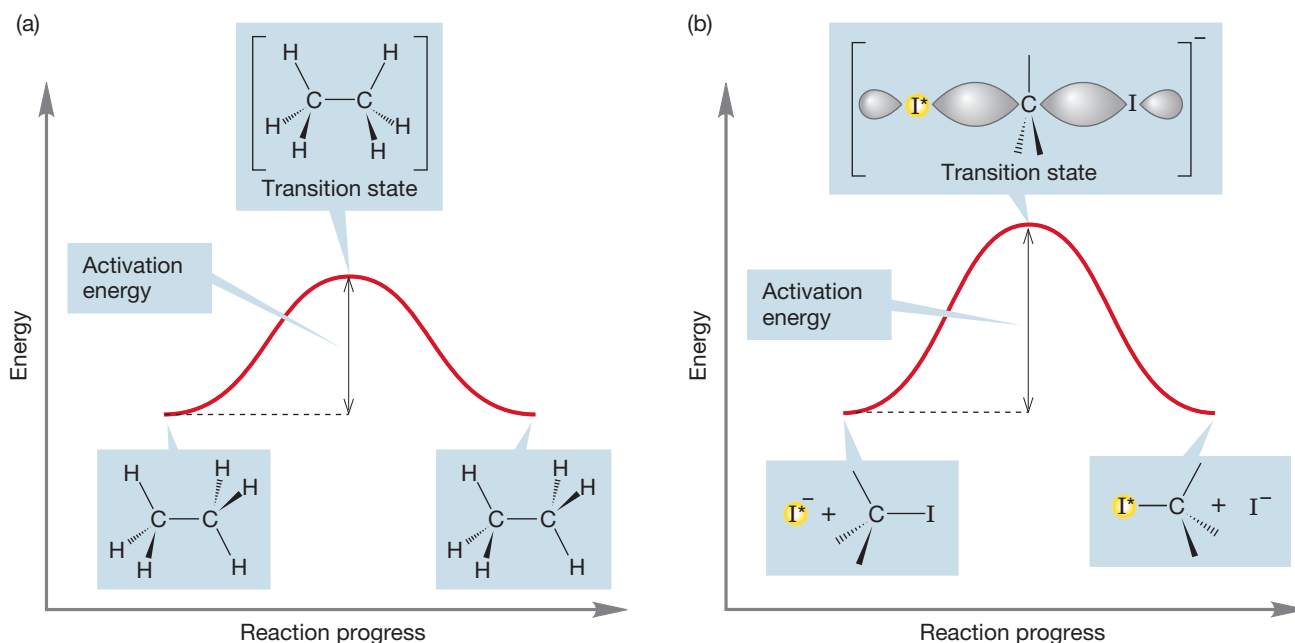 (a)
H
H
C
C
H
H
H
H
Transition state
Activation
energy
Energy
H
H
H
C
C
H
H
H
H
H
H
C
C
H
H
H
Reaction progress
(b)
−
I*
C
I
Transition state
Activation
energy
Energy
I*− +
C
I
I*
C
+ I−
Reaction progress